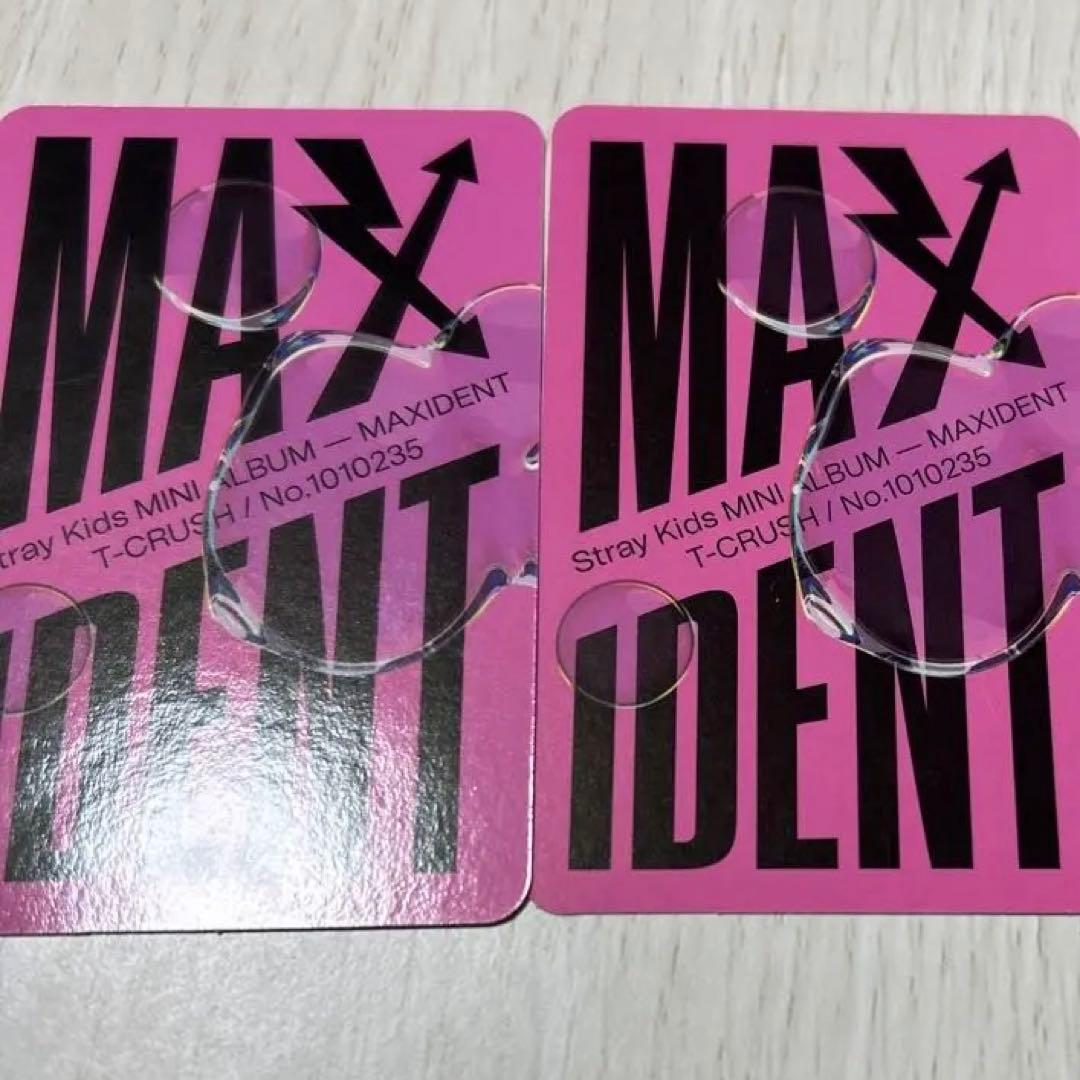 MAX
tray Kids MINI ALBUM — MAXIDENT
T-CRUSH / No.1010235
IDENT
MAX
Stray Kids MINI ALBUM — MAXIDENT
T-CRUSH / No.1010235
IDENT